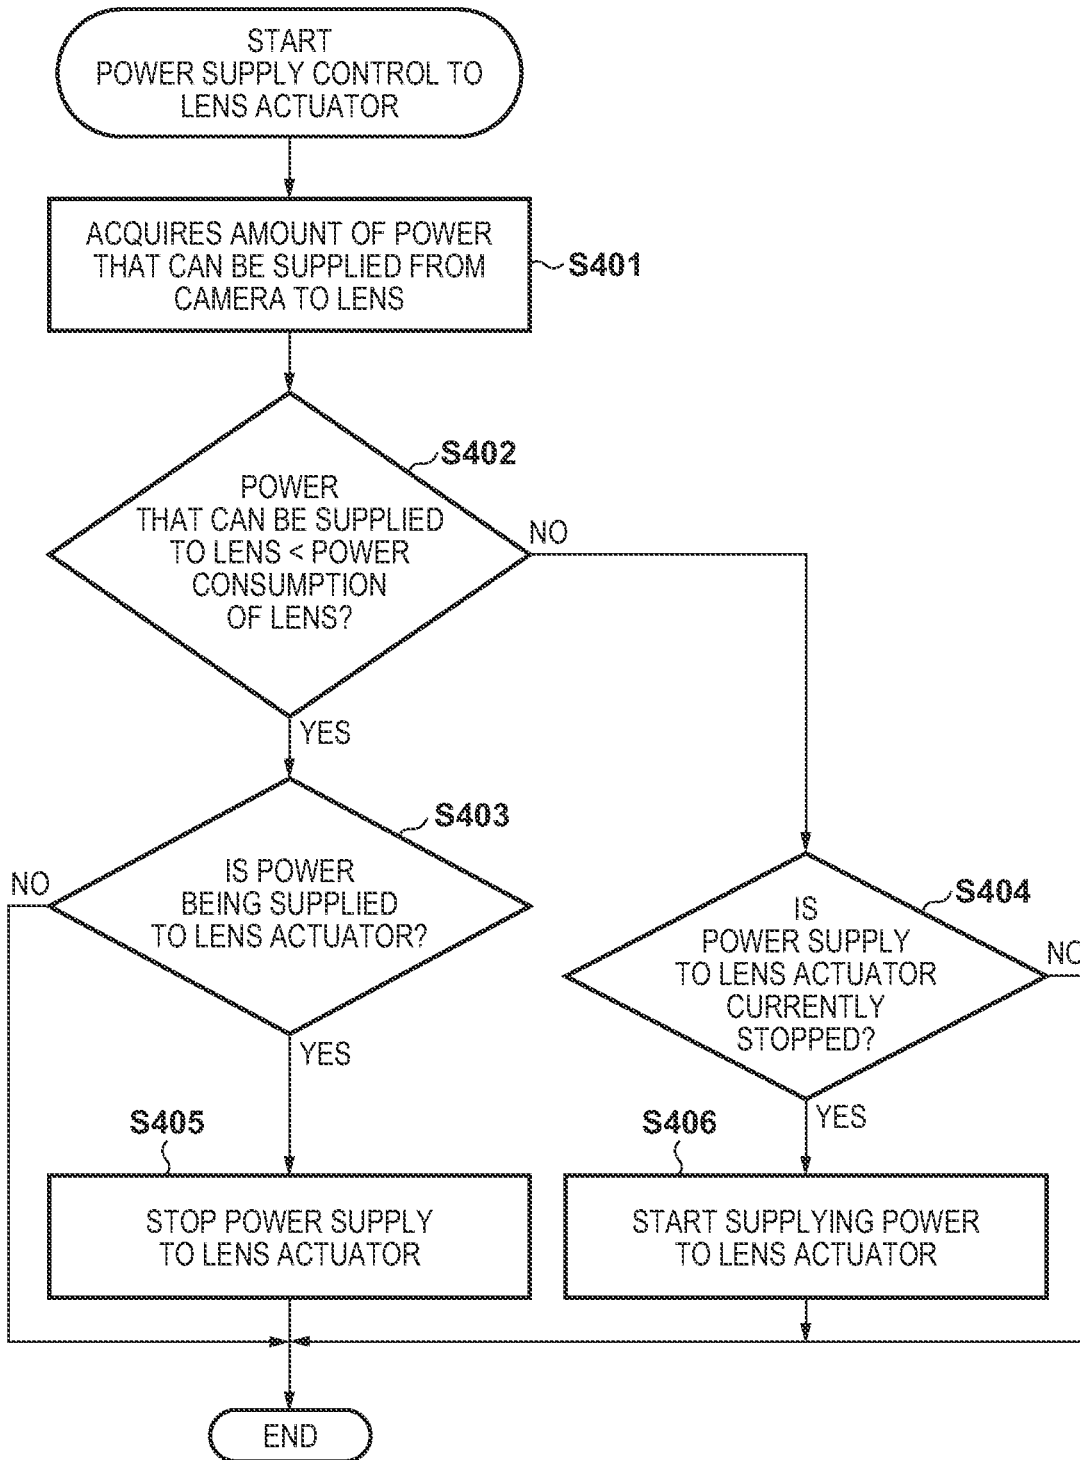 START
POWER SUPPLY CONTROL TO
LENS ACTUATOR
ACQUIRES AMOUNT OF POWER
THAT CAN BE SUPPLIED FROM
CAMERA TO LENS
S401
S402
POWER
THAT CAN BE SUPPLIED
TO LENS < POWER
CONSUMPTION
OF LENS?
NO
YES
S403
IS POWER
BEING SUPPLIED
TO LENS ACTUATOR?
NO
YES
S404
IS
POWER SUPPLY
TO LENS ACTUATOR
CURRENTLY
STOPPED?
NO
YES
S405
STOP POWER SUPPLY
TO LENS ACTUATOR
S406
START SUPPLYING POWER
TO LENS ACTUATOR
END